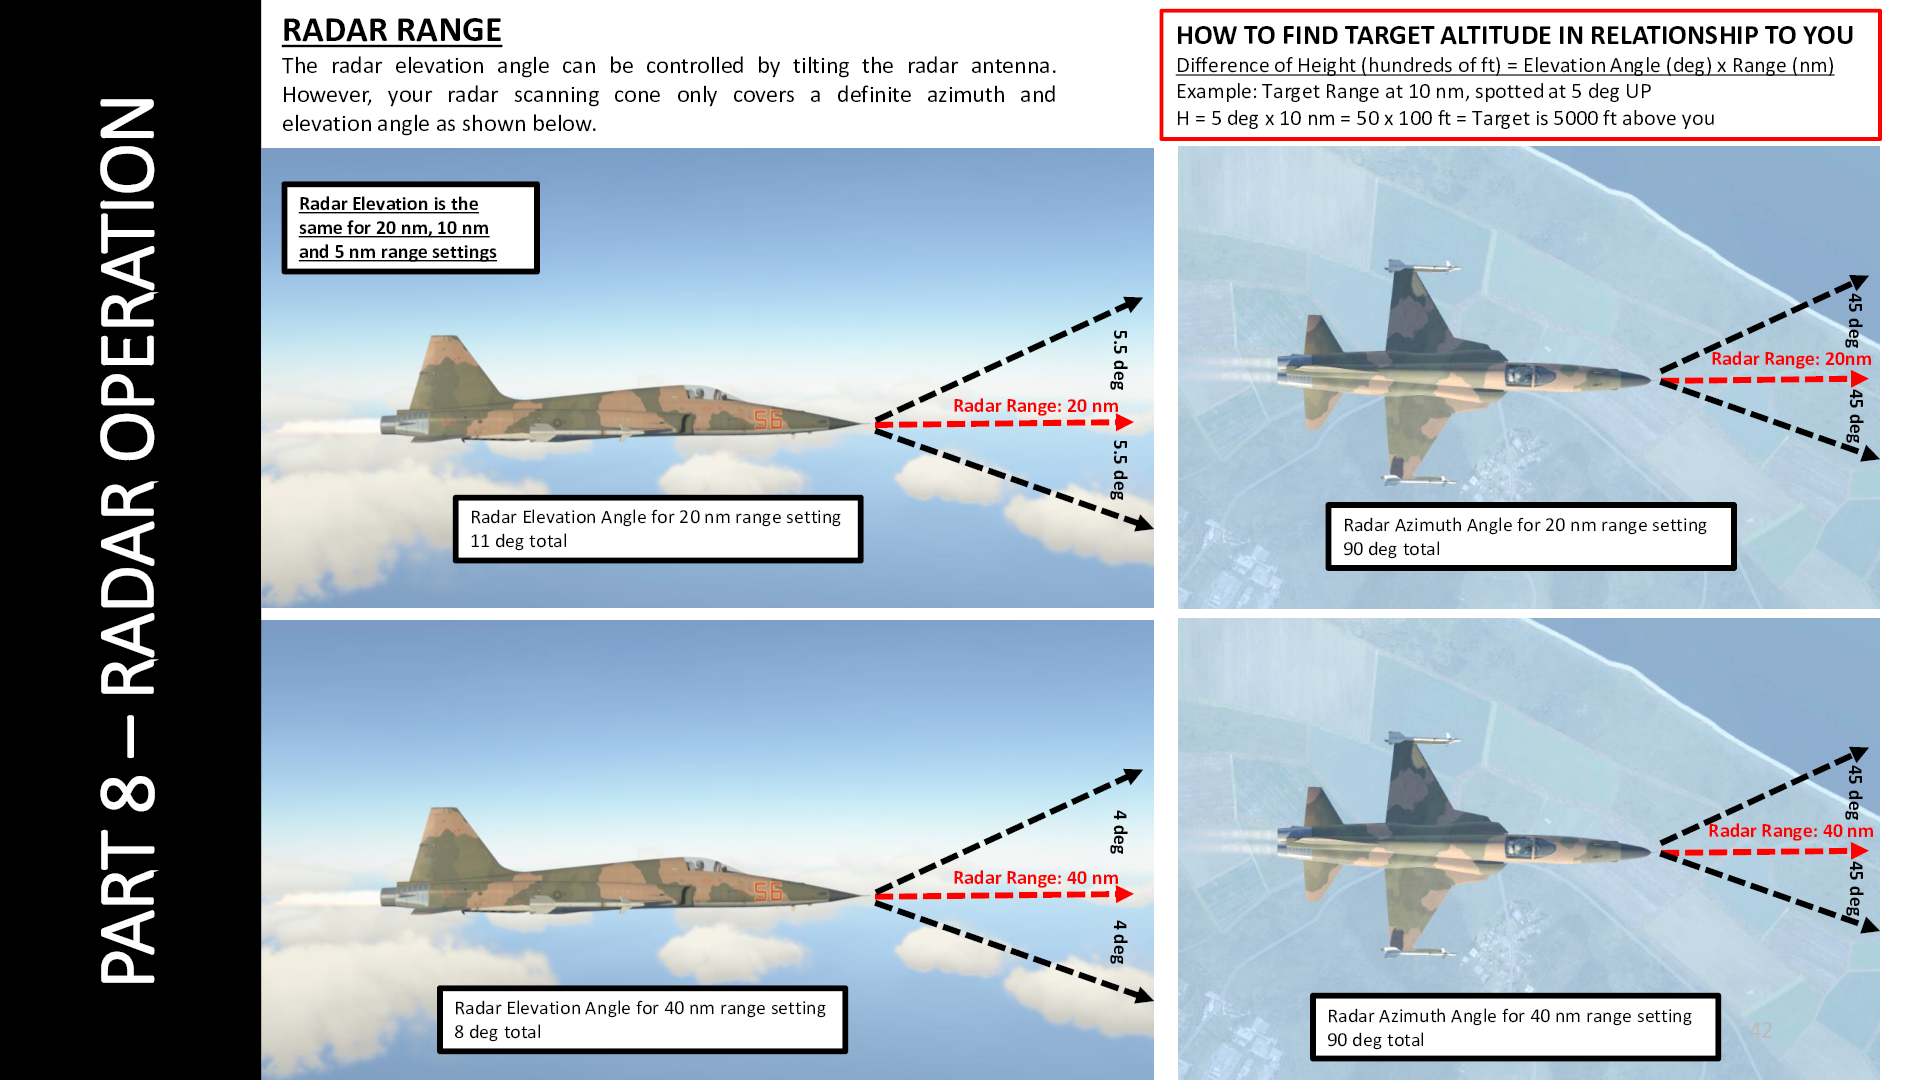 PART 8 – RADAR OPERATION
RADAR RANGE
The radar elevation angle can be controlled by tilting the radar antenna.
However, your radar scanning cone only covers a definite azimuth and
elevation angle as shown below.
HOW TO FIND TARGET ALTITUDE IN RELATIONSHIP TO YOU
Difference of Height (hundreds of ft) = Elevation Angle (deg) x Range (nm)
Example: Target Range at 10 nm, spotted at 5 deg UP
H = 5 deg x 10 nm = 50 x 100 ft = Target is 5000 ft above you
Radar Elevation is the
same for 20 nm, 10 nm
and 5 nm range settings
5.5 deg
Radar Range: 20 nm
5.5 deg
56
Radar Elevation Angle for 20 nm range setting
11 deg total
45 deg
Radar Range: 20nm
45 deg
Radar Azimuth Angle for 20 nm range setting
90 deg total
4 deg
Radar Range: 40 nm
4 deg
56
Radar Elevation Angle for 40 nm range setting
8 deg total
45 deg
Radar Range: 40 nm
45 deg
Radar Azimuth Angle for 40 nm range setting
90 deg total
42